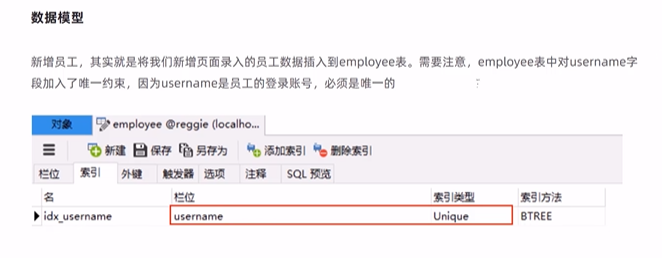 数据模型
新增员工，其实就是将我们新增页面录入的员工数据插入到employee表。需要注意，employee表中对username字
段加入了唯一约束，因为username是员工的登录账号，必须是唯一的
对象 employee @reggie (localho...
新建 保存 另存为 添加索引 删除索引
栏位 索引 外键 触发器 选项 注释 SQL 预览
名 栏位 索引类型 索引方法
idx_username username Unique BTREE